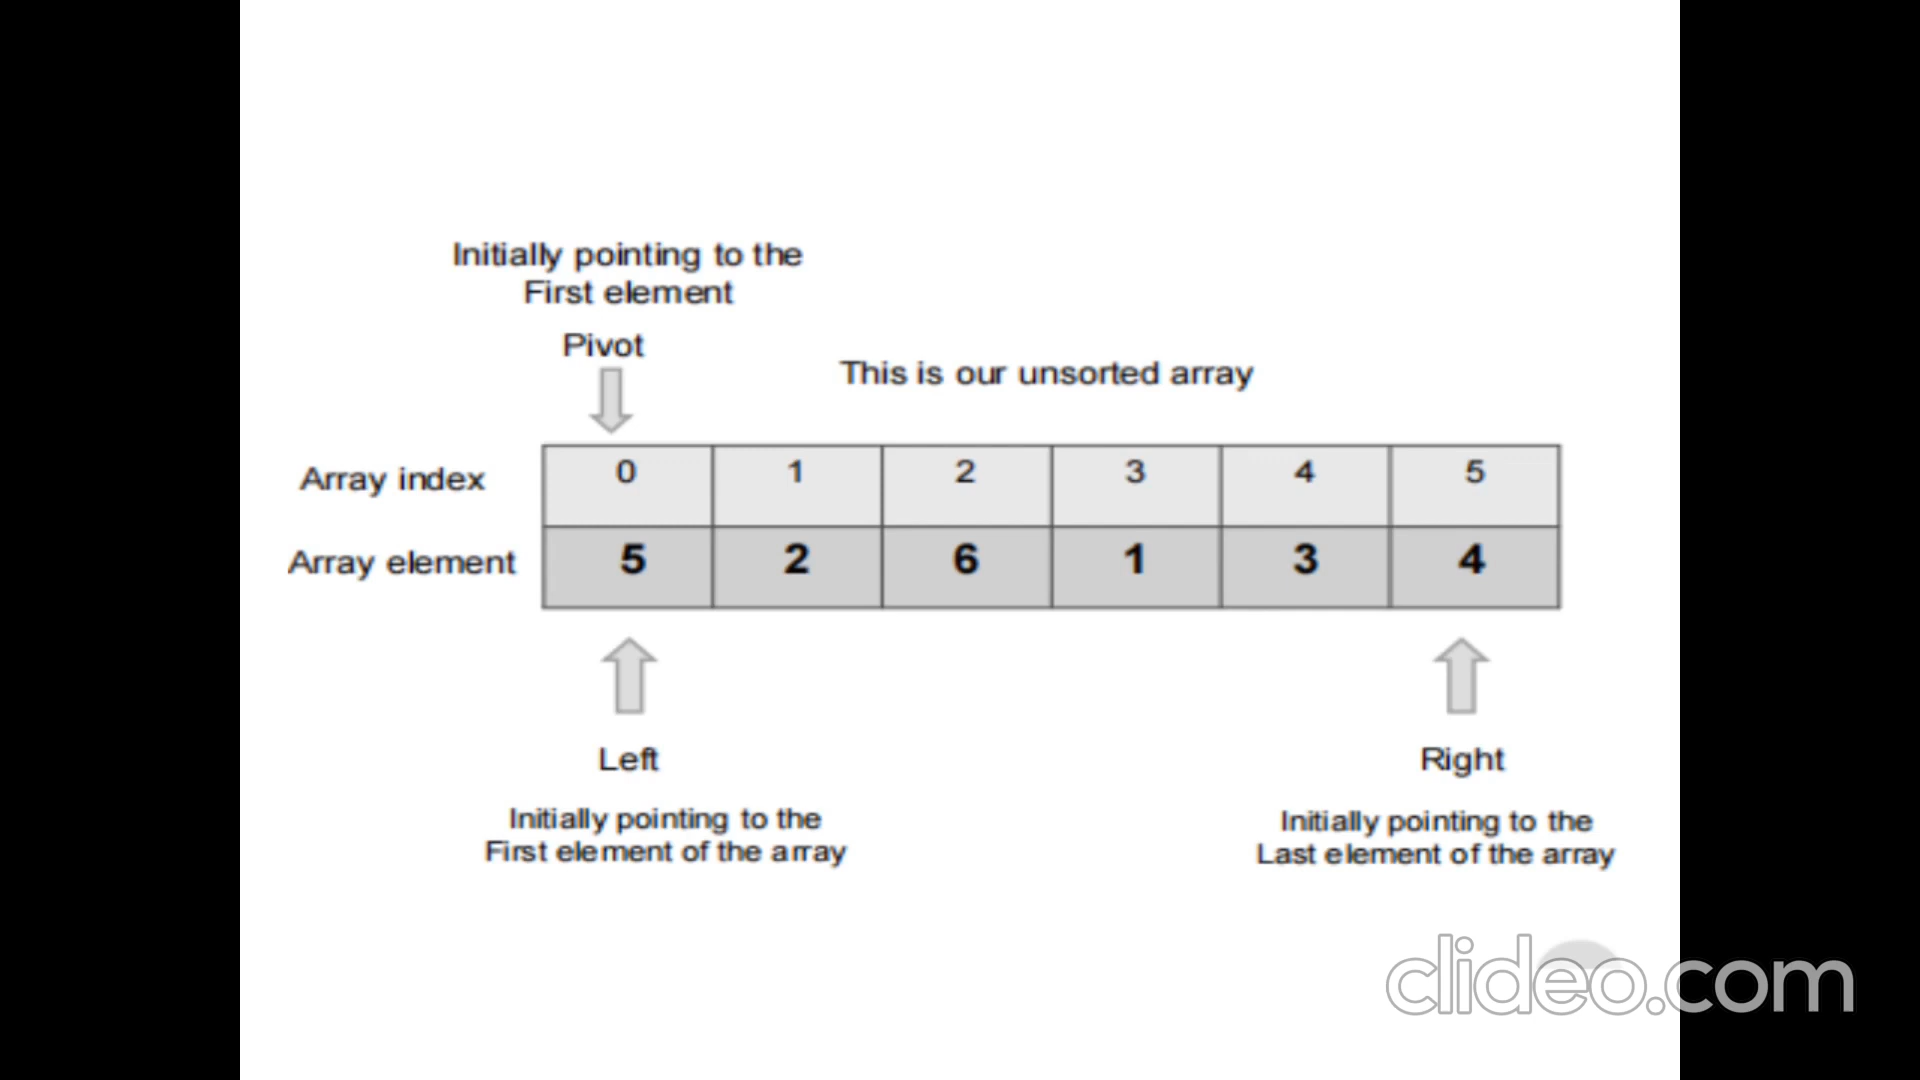 Initially pointing to the
First element
Pivot
This is our unsorted array
Array index 0 1 2 3 4 5
Array element 5 2 6 1 3 4
Left Right
Initially pointing to the
First element of the array
Initially pointing to the
Last element of the array
clideo.com